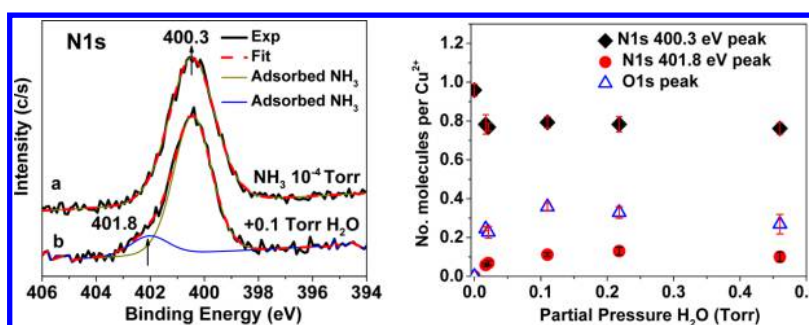 N1s
400.3
Exp
Fit
Adsorbed NH3
Adsorbed NH3
a
NH3 10-4 Torr
401.8
b
+0.1 Torr H2O
Intensity (c/s)
406 404 402 400 398 396 394
Binding Energy (eV)
N1s 400.3 eV peak
N1s 401.8 eV peak
O1s peak
No. molecules per Cu2+
1.2
1.0
0.8
0.6
0.4
0.2
0.0
0.0 0.1 0.2 0.3 0.4
Partial Pressure H2O (Torr)